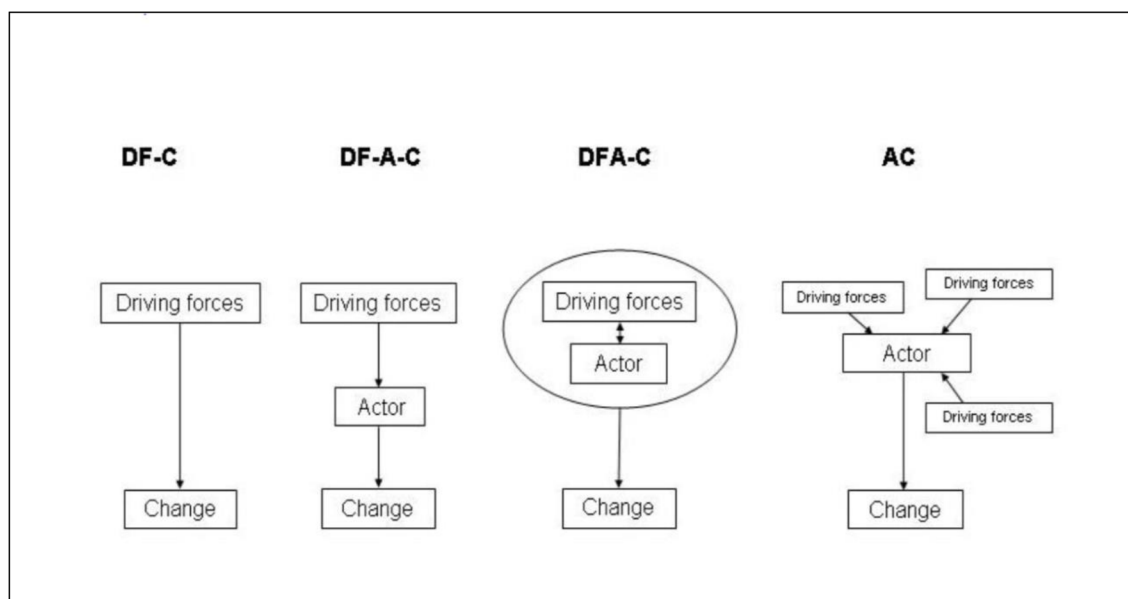 DF-C
DF-A-C
DFA-C
AC
Driving forces
Change
Driving forces
Actor
Change
Driving forces
Actor
Change
Driving forces
Driving forces
Actor
Driving forces
Change